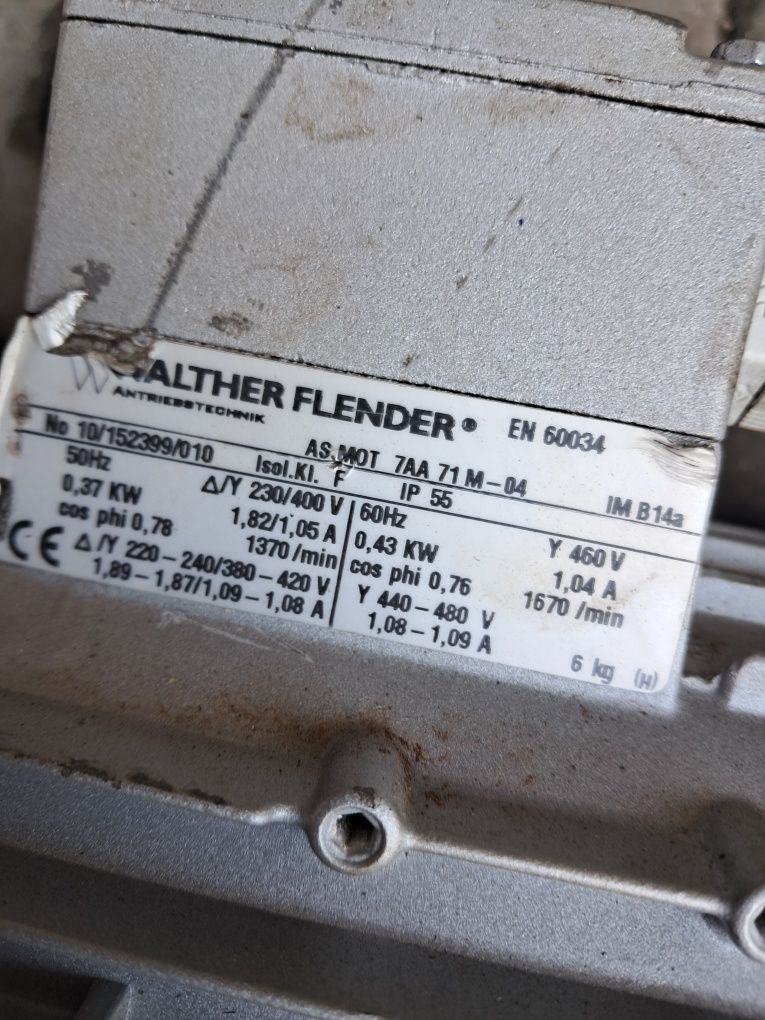 WALTHER FLENDER® EN 60034
ANTRIEBSTECHNIK
No 10/152399/010 AS.MOT 7AA 71 M-04 IM B14a
50Hz Isol.Kl. F IP 55
0,37 KW Δ/Y 230/400 V 60Hz Y 460 V
cos phi 0,78 1,82/1,05 A 0,43 KW 1,04 A
1370/min cos phi 0,76 1670/min
CE Δ/Y 220-240/380-420 V Y 440-480 V
1,89-1,87/1,09-1,08 A 1,08-1,09 A
6 kg (H)